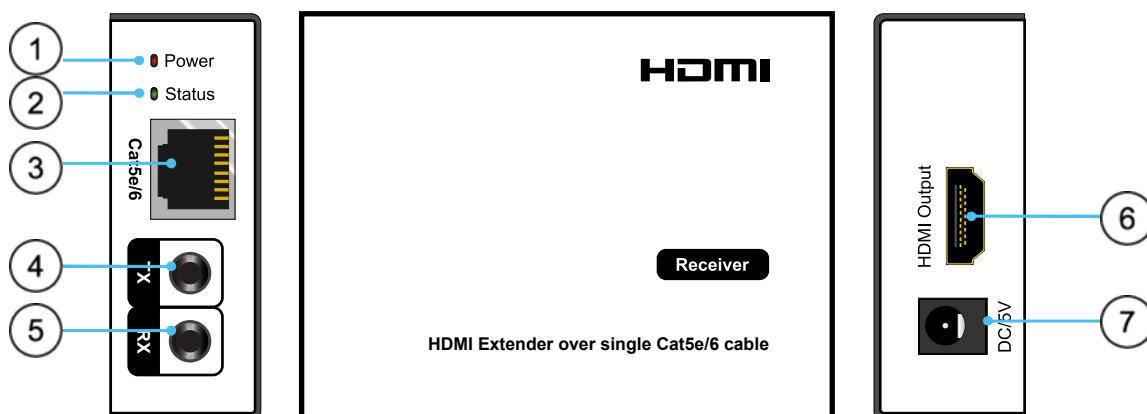 1
Power
2
Status
3
Cat5e/6
4
TX
5
RX
HDMI
Receiver
HDMI Extender over single Cat5e/6 cable
HDMI Output
6
DC/5V
7